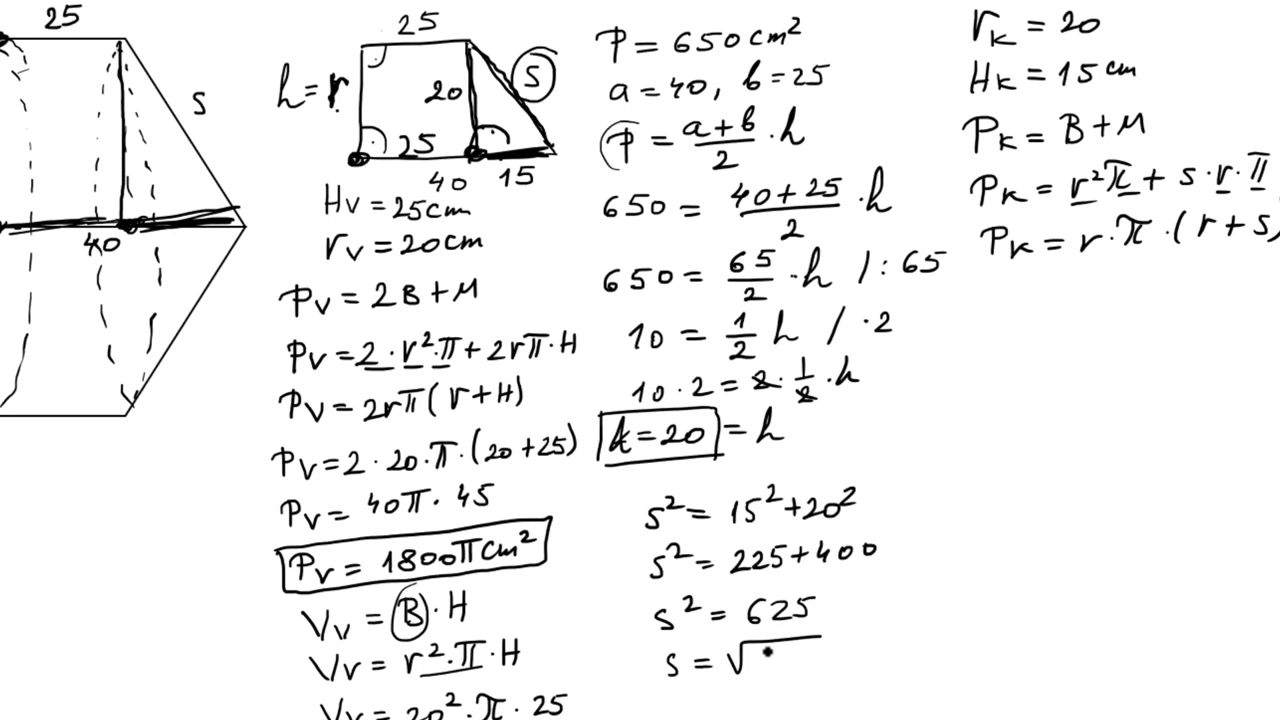 25
S
40
25
h = r
20
S
25
40 15
Hv = 25cm
rv = 20cm
Pv = 2B + M
Pv = 2 · r²·π + 2rπ · H
Pv = 2rπ ( r + H )
Pv = 2 · 20 · π · (20 + 25)
Pv = 40π · 45
Pv = 1800π cm²
Vv = B · H
Vv = r² · π · H
Vv = 20² · π · 25
P = 650 cm²
a = 40 , b = 25
P = a + b / 2 · h
650 = 40 + 25 / 2 · h
650 = 65 / 2 · h / : 65
10 = 1/2 h / · 2
10 · 2 = 2 · 1/2 · h
h = 20 = h
s² = 15² + 20²
s² = 225 + 400
s² = 625
s = √
rk = 20
Hk = 15 cm
Pk = B + M
Pk = r²π + s · r · π
Pk = r · π · ( r + s )